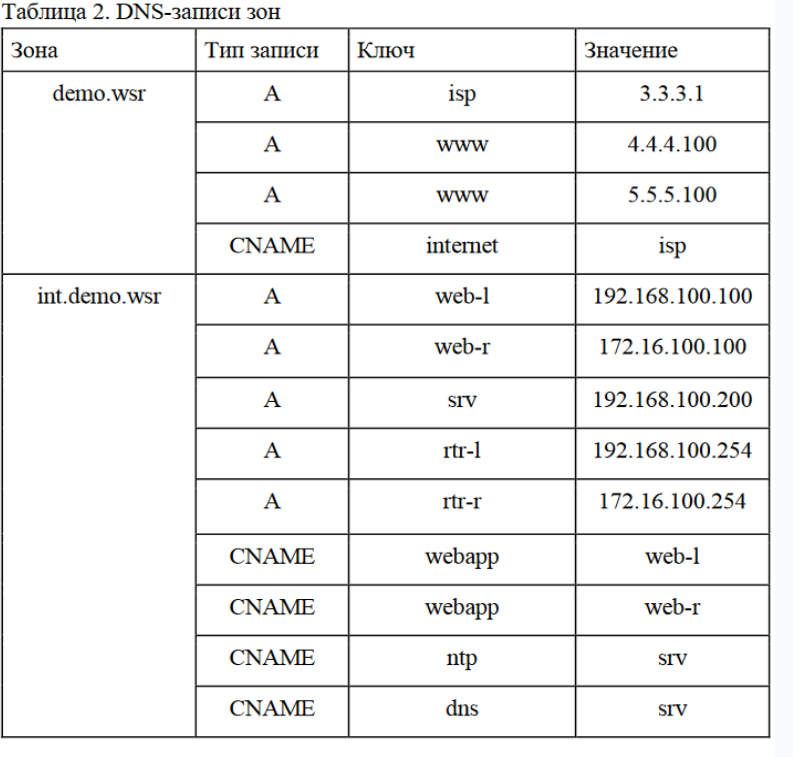 Таблица 2. DNS-записи зон
Зона Тип записи Ключ Значение
demo.wsr A isp 3.3.3.1
A www 4.4.4.100
A www 5.5.5.100
CNAME internet isp
int.demo.wsr A web-l 192.168.100.100
A web-r 172.16.100.100
A srv 192.168.100.200
A rtr-l 192.168.100.254
A rtr-r 172.16.100.254
CNAME webapp web-l
CNAME webapp web-r
CNAME ntp srv
CNAME dns srv